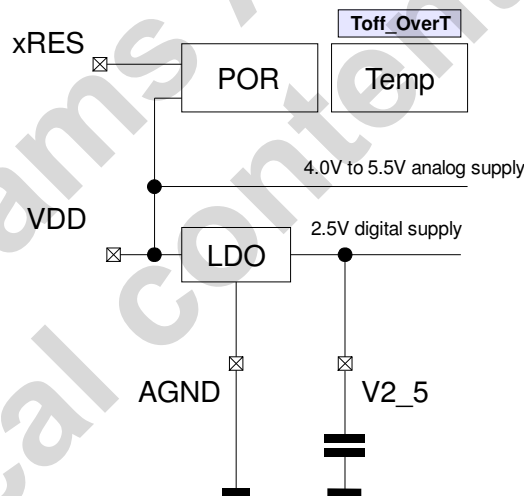 Toff_OverT
xRES
POR
Temp
4.0V to 5.5V analog supply
VDD
2.5V digital supply
LDO
AGND
V2_5